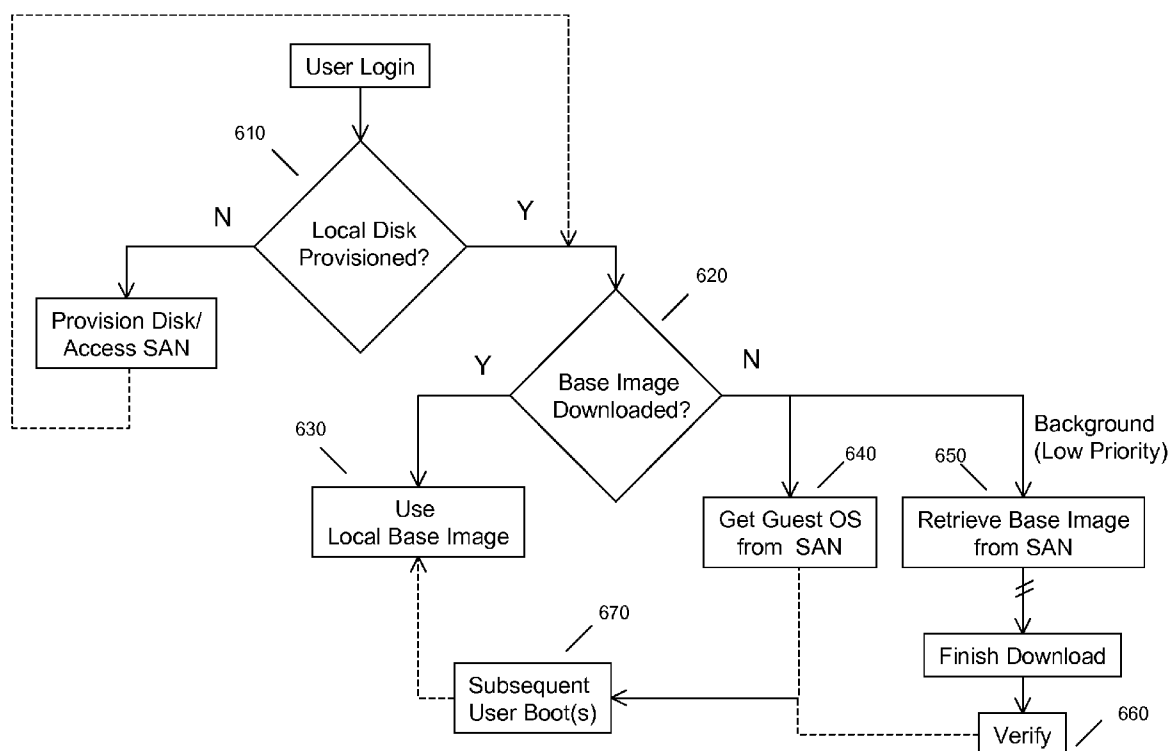 User Login
610
N
Y
Local Disk
Provisioned?
620
Provision Disk/
Access SAN
Y
N
Base Image
Downloaded?
Background
(Low Priority)
630
640
650
Use
Local Base Image
Get Guest OS
from SAN
Retrieve Base Image
from SAN
670
Finish Download
Subsequent
User Boot(s)
Verify
660